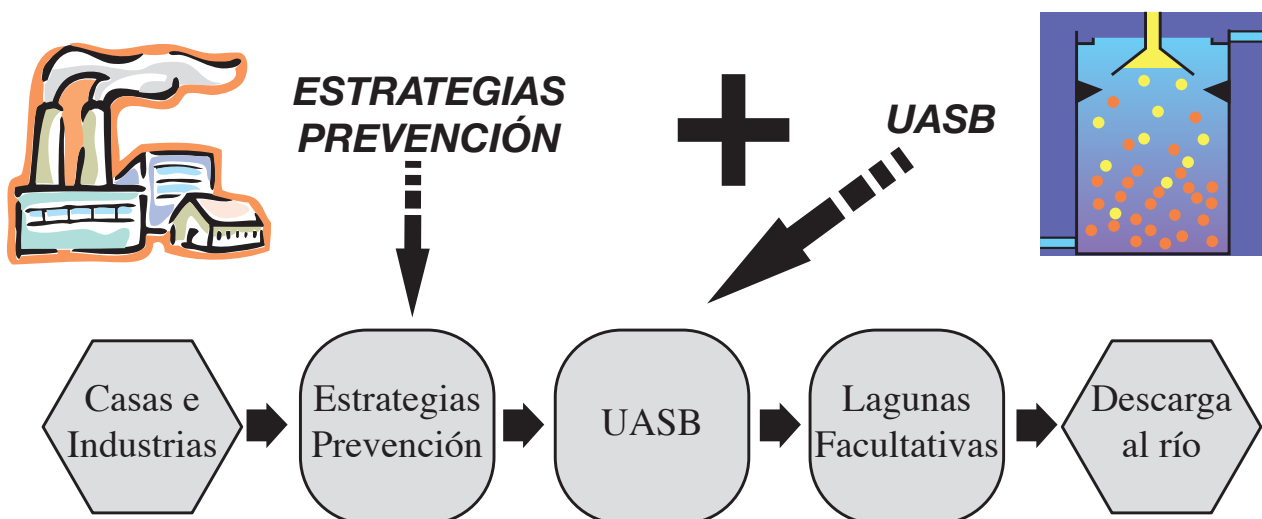 ESTRATEGIAS
PREVENCIÓN
UASB
Casas e
Industrias
Estrategias
Prevención
UASB
Lagunas
Facultativas
Descarga
al río